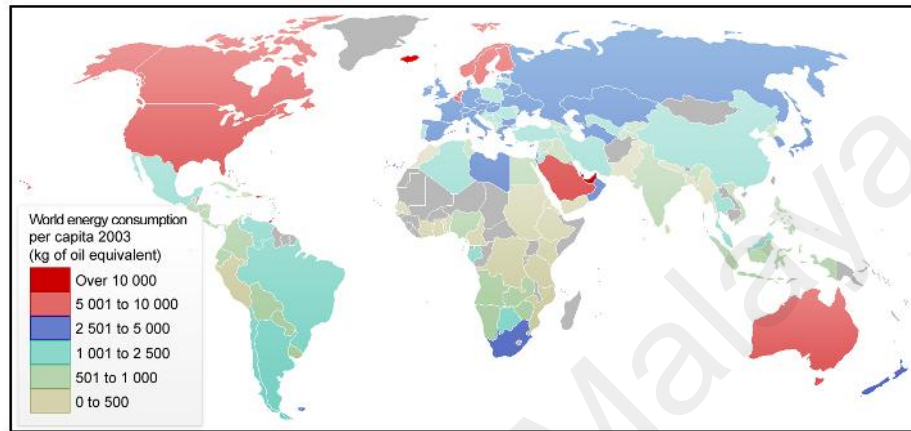 World energy consumption
per capita 2003
(kg of oil equivalent)
Over 10 000
5 001 to 10 000
2 501 to 5 000
1 001 to 2 500
501 to 1 000
0 to 500
Malaya